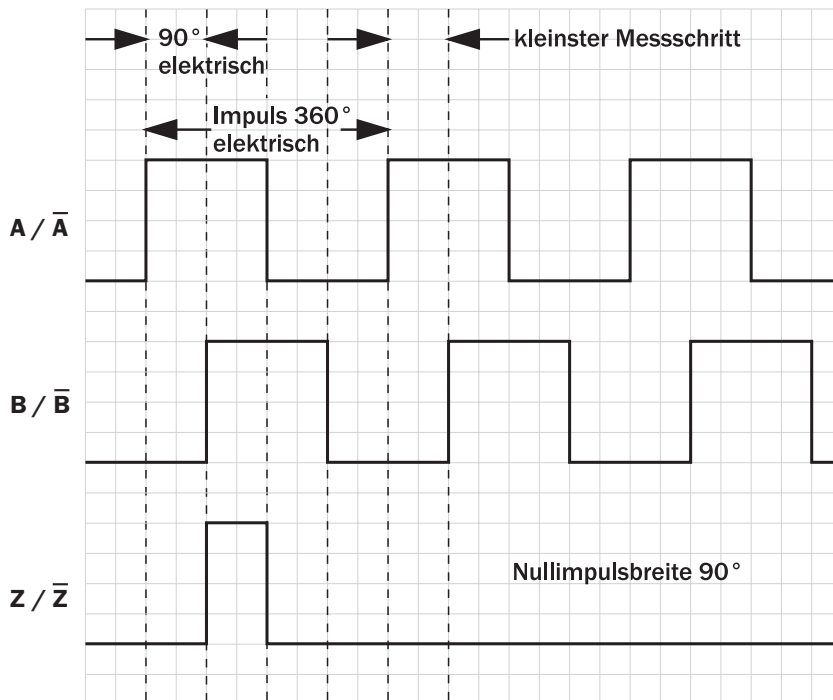 90°
elektrisch
kleinster Messschritt
Impuls 360°
elektrisch
A / A̅
B / B̅
Z / Z̅
Nullimpulsbreite 90°